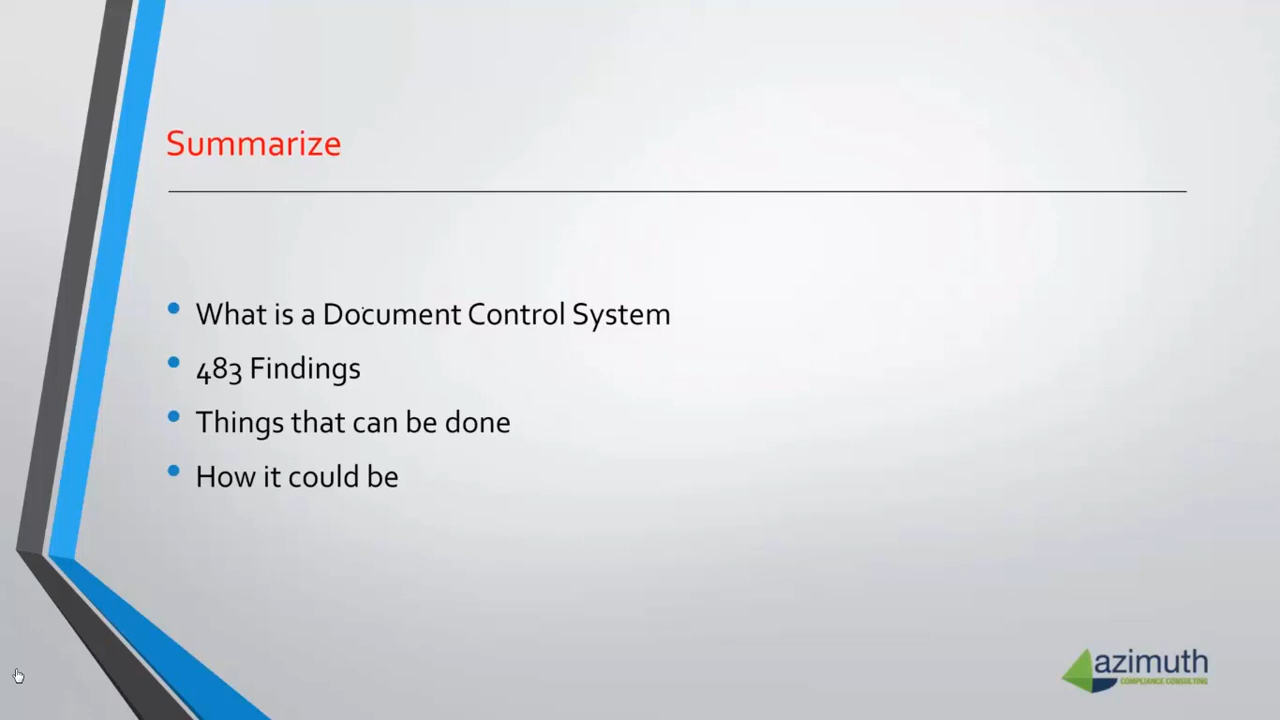 Summarize
What is a Document Control System
483 Findings
Things that can be done
How it could be
azimuth
COMPLIANCE CONSULTING